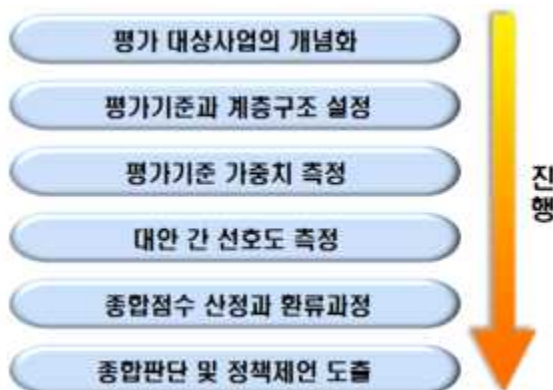 평가 대상사업의 개념화
평가기준과 계층구조 설정
평가기준 가중치 측정
대안 간 선호도 측정
종합점수 산정과 환류과정
종합판단 및 정책제언 도출
진
행